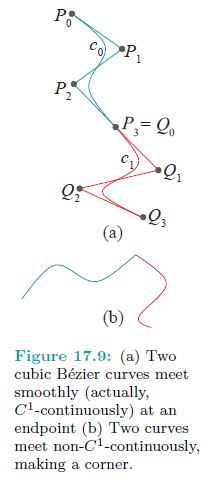 P₀
c₀
P₁
P₂
P₃= Q₀
c₁
Q₁
Q₂
Q₃
(a)
(b)
Figure 17.9: (a) Two
cubic Bézier curves meet
smoothly (actually,
C¹-continuously) at an
endpoint (b) Two curves
meet non-C¹-continuously,
making a corner.